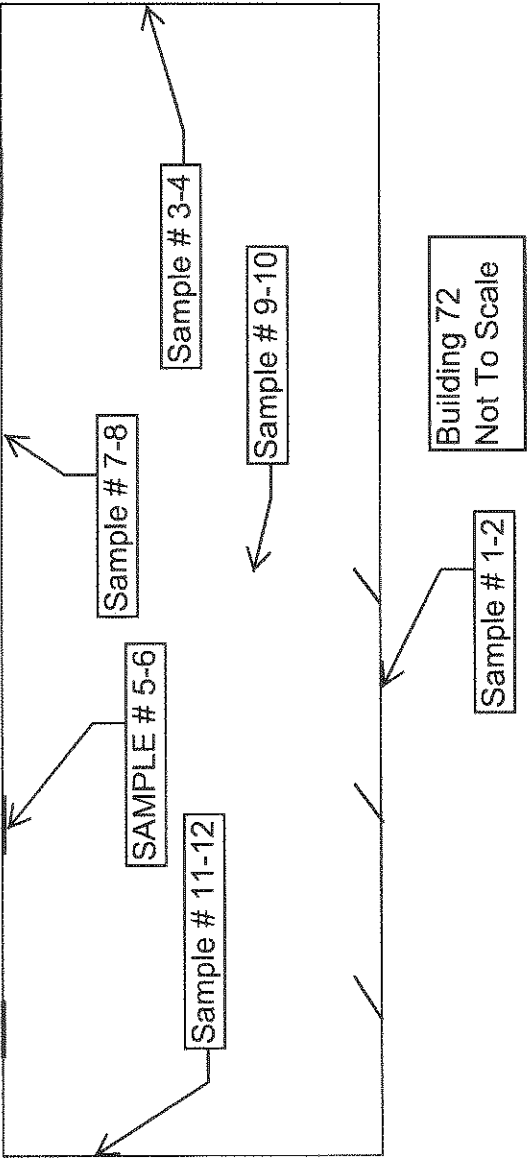 Sample # 11-12
SAMPLE # 5-6
Sample # 7-8
Sample # 3-4
Sample # 9-10
Sample # 1-2
Building 72
Not To Scale